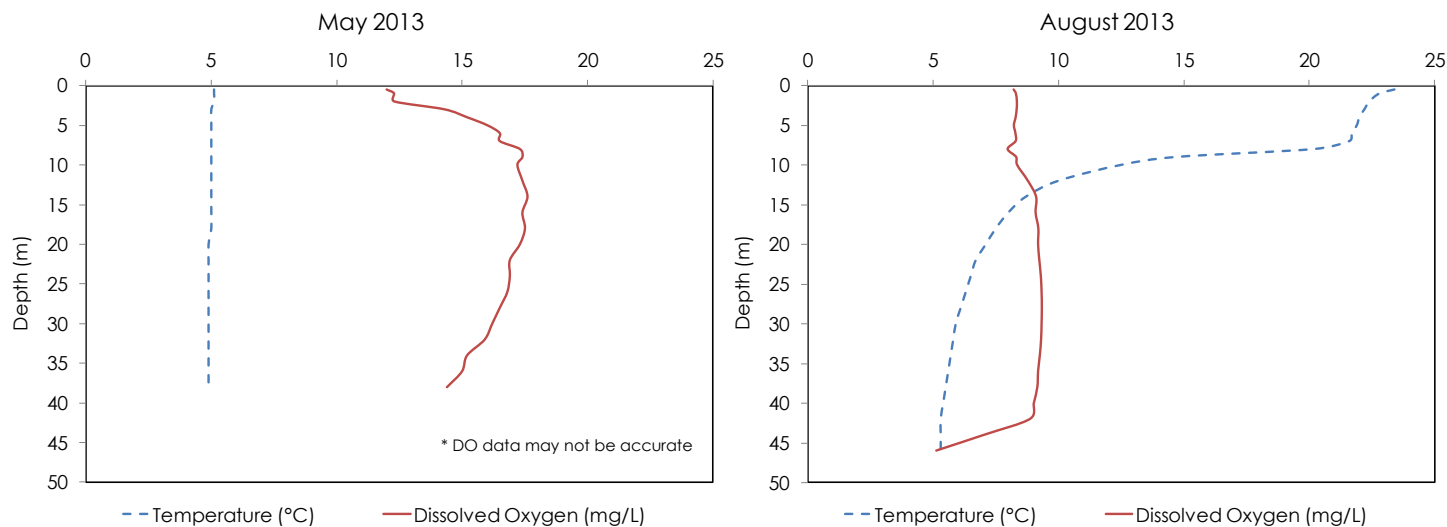 May 2013
0 5 10 15 20 25
0
5
10
15
20
25
30
35
40
45
50
Depth (m)
* DO data may not be accurate
Temperature (°C) Dissolved Oxygen (mg/L)
August 2013
0 5 10 15 20 25
0
5
10
15
20
25
30
35
40
45
50
Depth (m)
Temperature (°C) Dissolved Oxygen (mg/L)